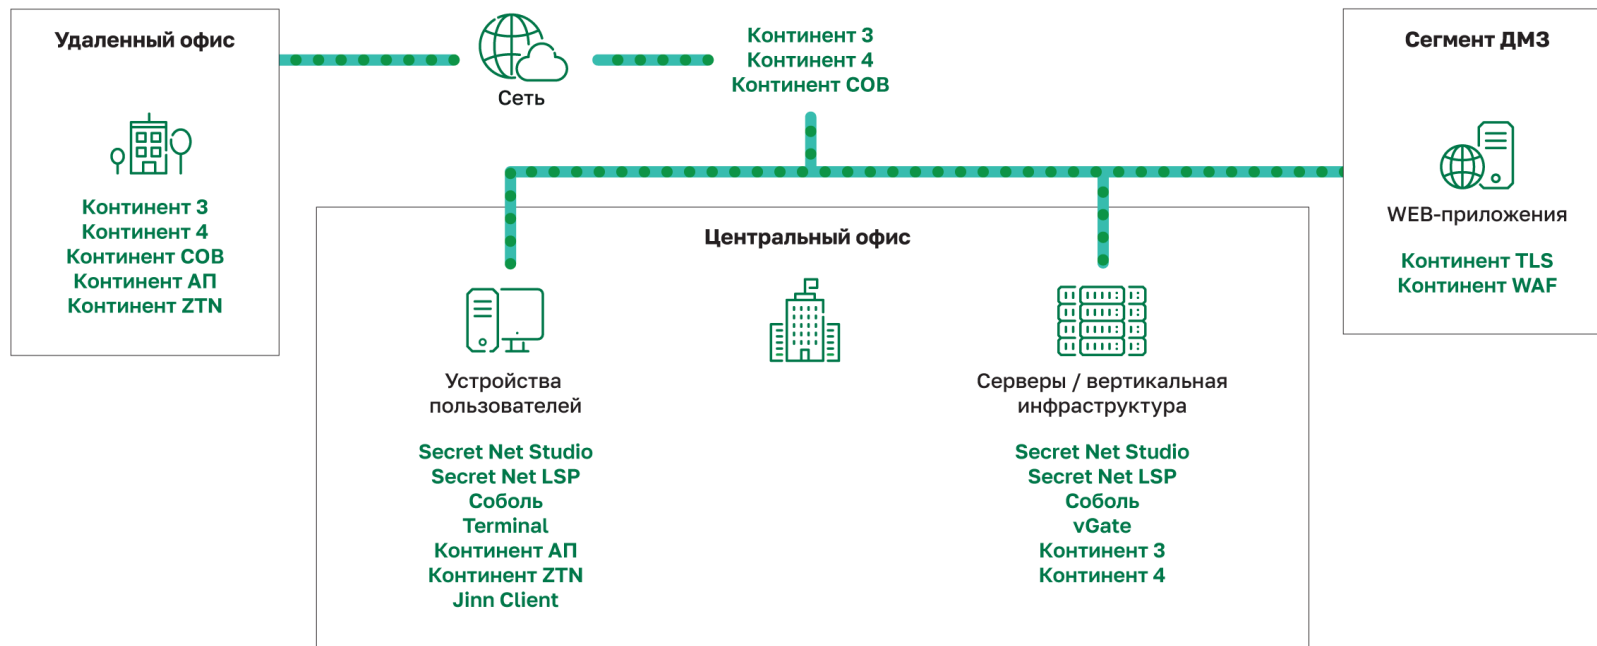 Удаленный офис
Континент 3
Континент 4
Континент СОВ
Континент АП
Континент ZTN
Сеть
Континент 3
Континент 4
Континент СОВ
Сегмент ДМЗ
WEB-приложения
Континент TLS
Континент WAF
Центральный офис
Устройства
пользователей
Secret Net Studio
Secret Net LSP
Соболь
Terminal
Континент АП
Континент ZTN
Jinn Client
Серверы / вертикальная
инфраструктура
Secret Net Studio
Secret Net LSP
Соболь
vGate
Континент 3
Континент 4